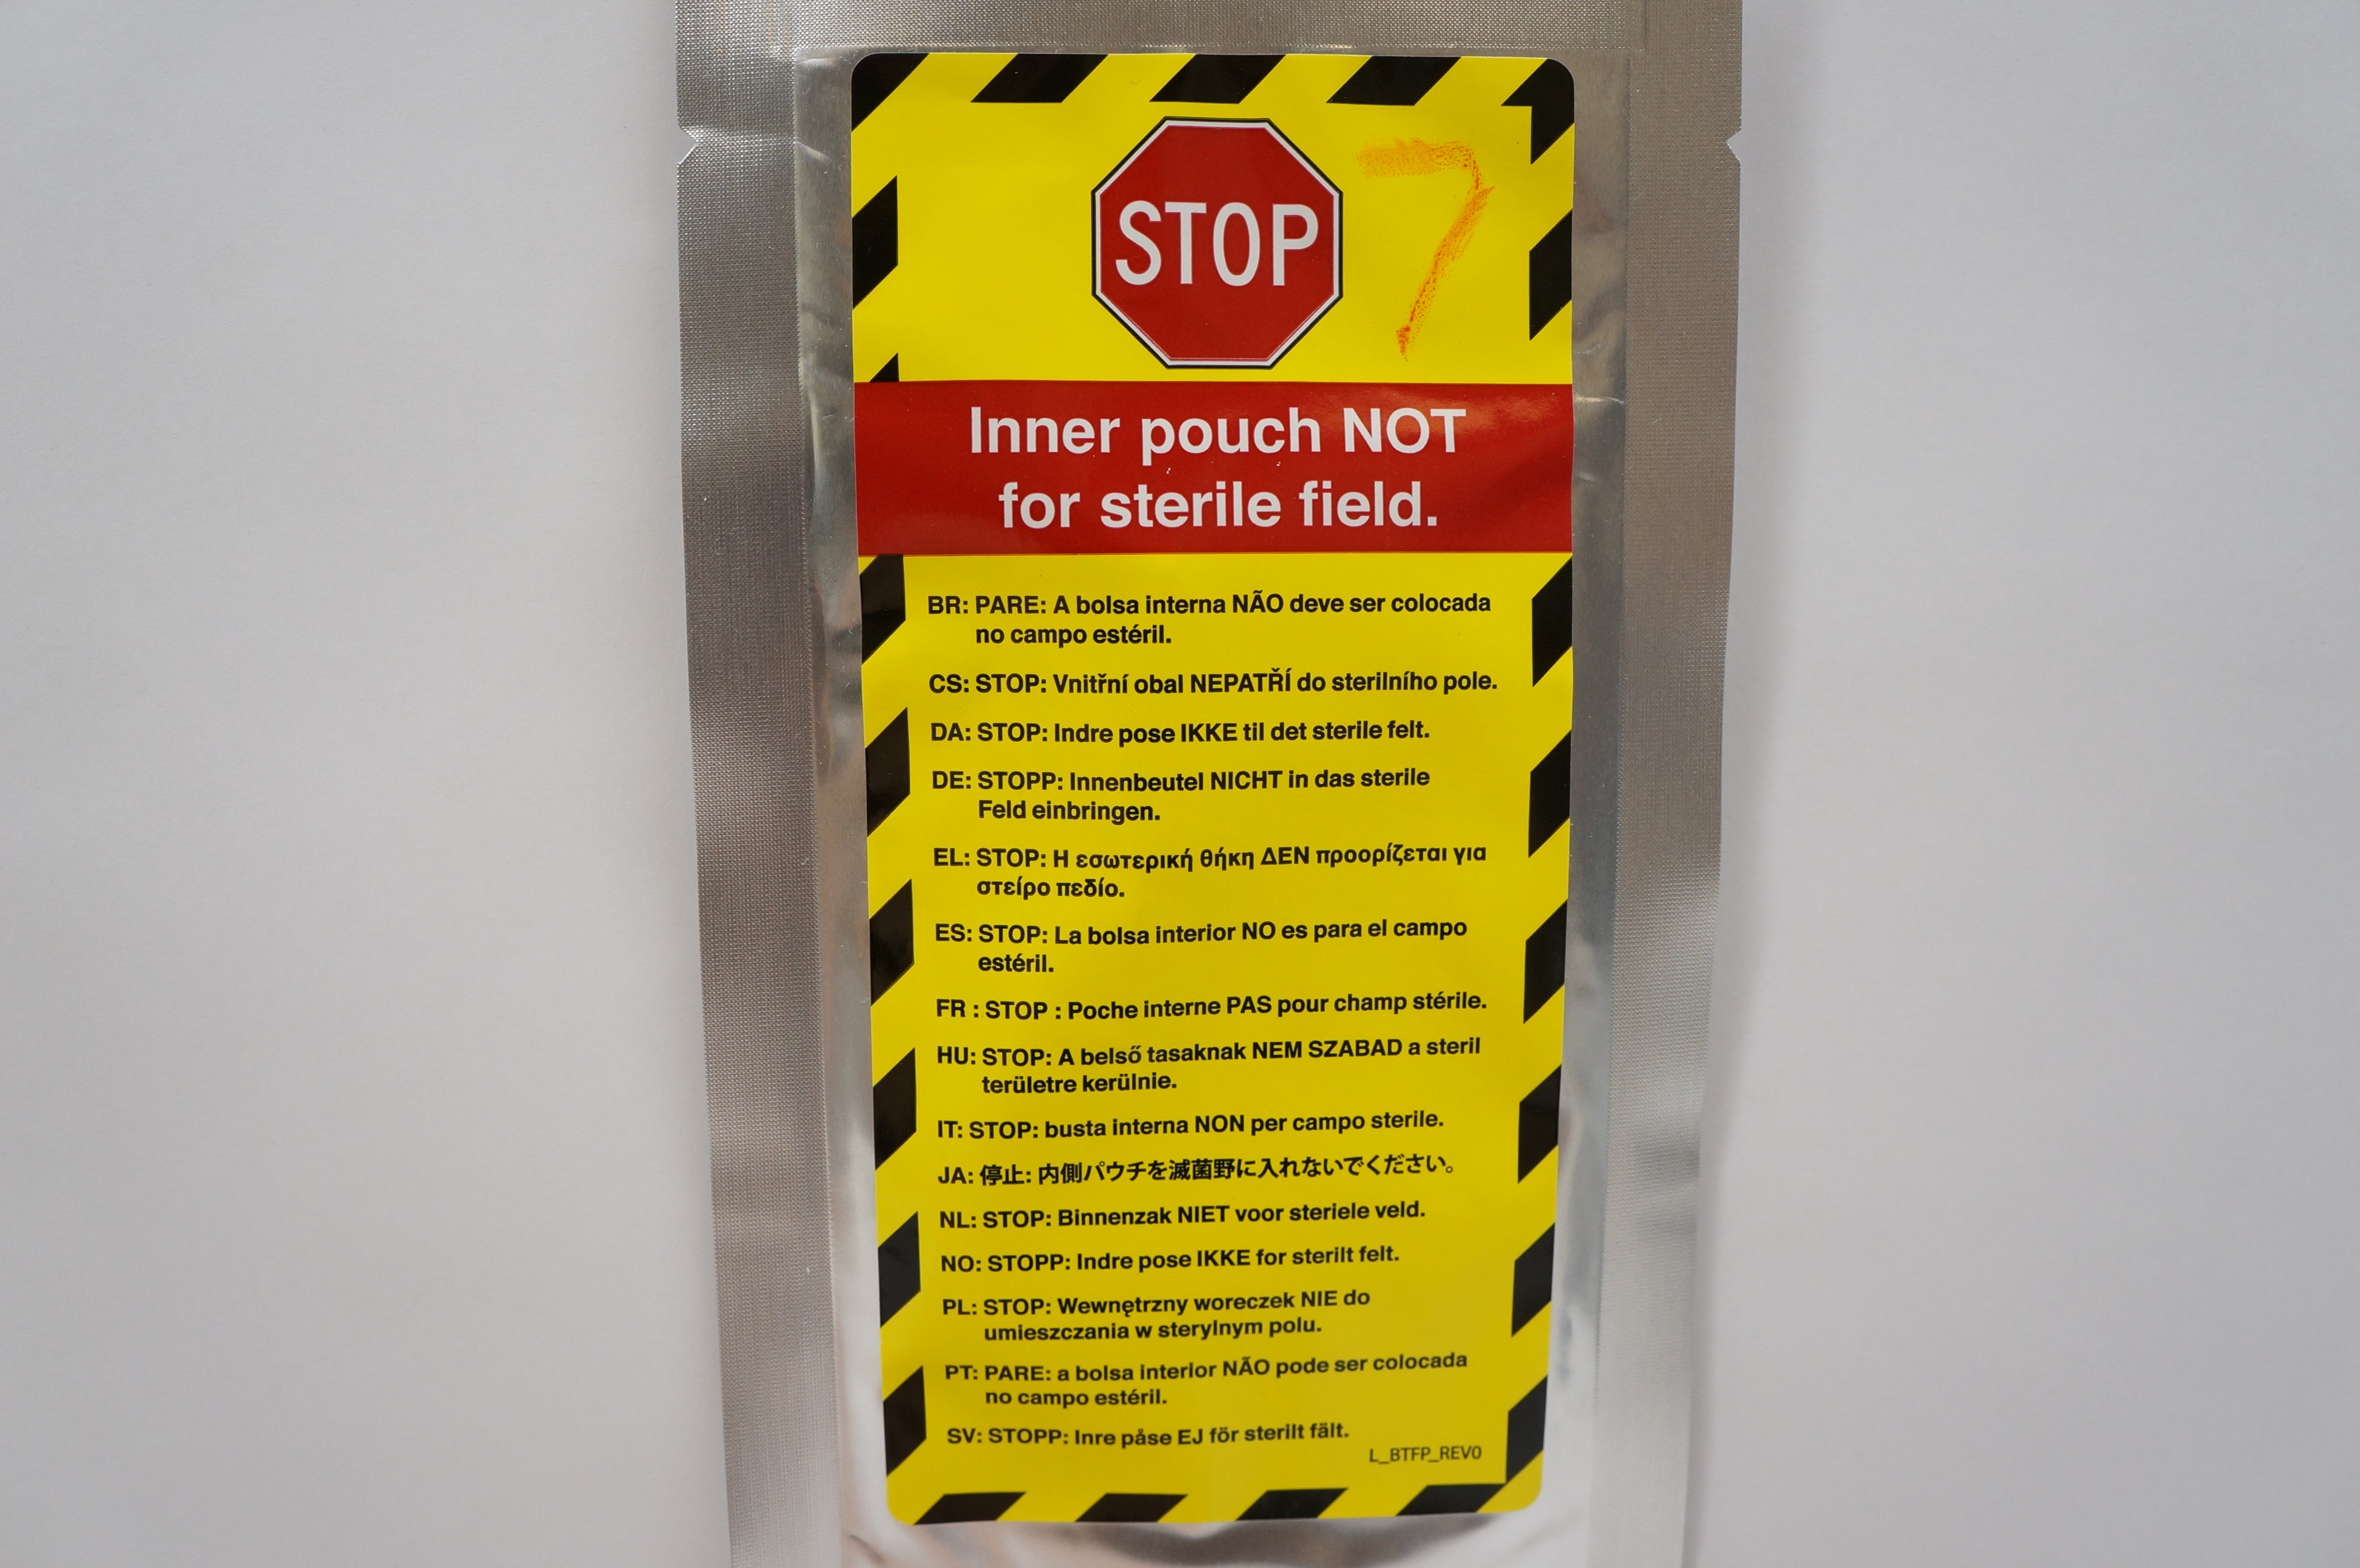 STOP
7
Inner pouch NOT
for sterile field.
BR: PARE: A bolsa interna NÃO deve ser colocada
no campo estéril.
CS: STOP: Vnitřní obal NEPATŘÍ do sterilního pole.
DA: STOP: Indre pose IKKE til det sterile felt.
DE: STOPP: Innenbeutel NICHT in das sterile
Feld einbringen.
EL: STOP: Η εσωτερική θήκη ΔΕΝ προορίζεται για
στείρο πεδίο.
ES: STOP: La bolsa interior NO es para el campo
estéril.
FR : STOP : Poche interne PAS pour champ stérile.
HU: STOP: A belső tasaknak NEM SZABAD a steril
területre kerülnie.
IT: STOP: busta interna NON per campo sterile.
JA: 停止: 内側パウチを滅菌野に入れないでください。
NL: STOP: Binnenzak NIET voor steriele veld.
NO: STOPP: Indre pose IKKE for sterilt felt.
PL: STOP: Wewnętrzny woreczek NIE do
umieszczania w sterylnym polu.
PT: PARE: a bolsa interior NÃO pode ser colocada
no campo estéril.
SV: STOPP: Inre påse EJ för sterilt fält.
L_BTFP_REV0